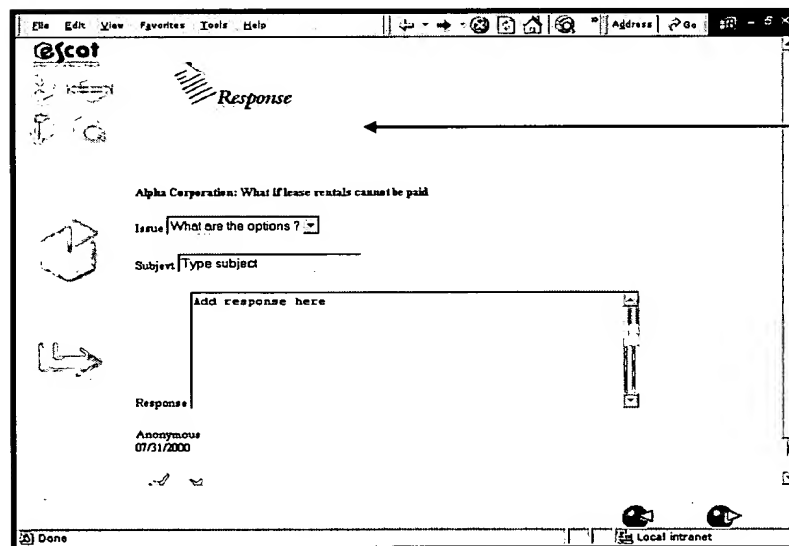 File Edit View Favorites Tools Help » Address Go
eScot
Response
Alpha Corporation: What if lease rentals cannot be paid
Issue What are the options ?
Subject Type subject
Add response here
Response
Anonymous
07/31/2000
Done Local intranet